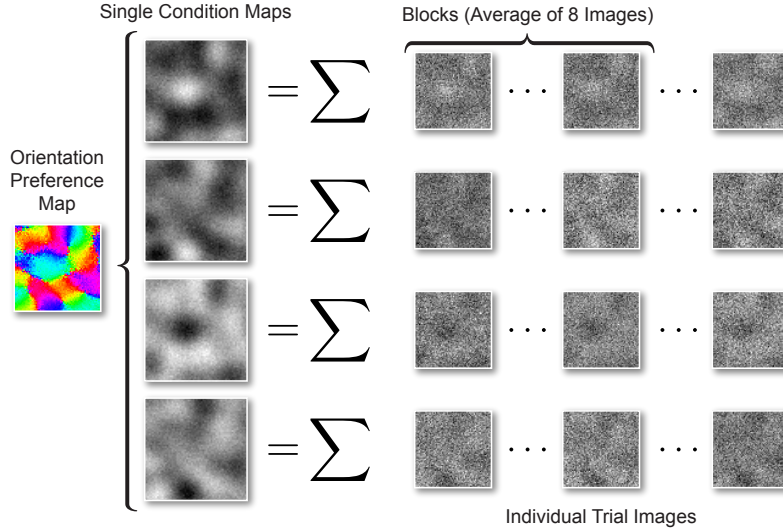 Single Condition Maps
Blocks (Average of 8 Images)
Orientation
Preference
Map
= ∑ ... ...
= ∑ ... ...
= ∑ ... ...
= ∑ ... ...
Individual Trial Images